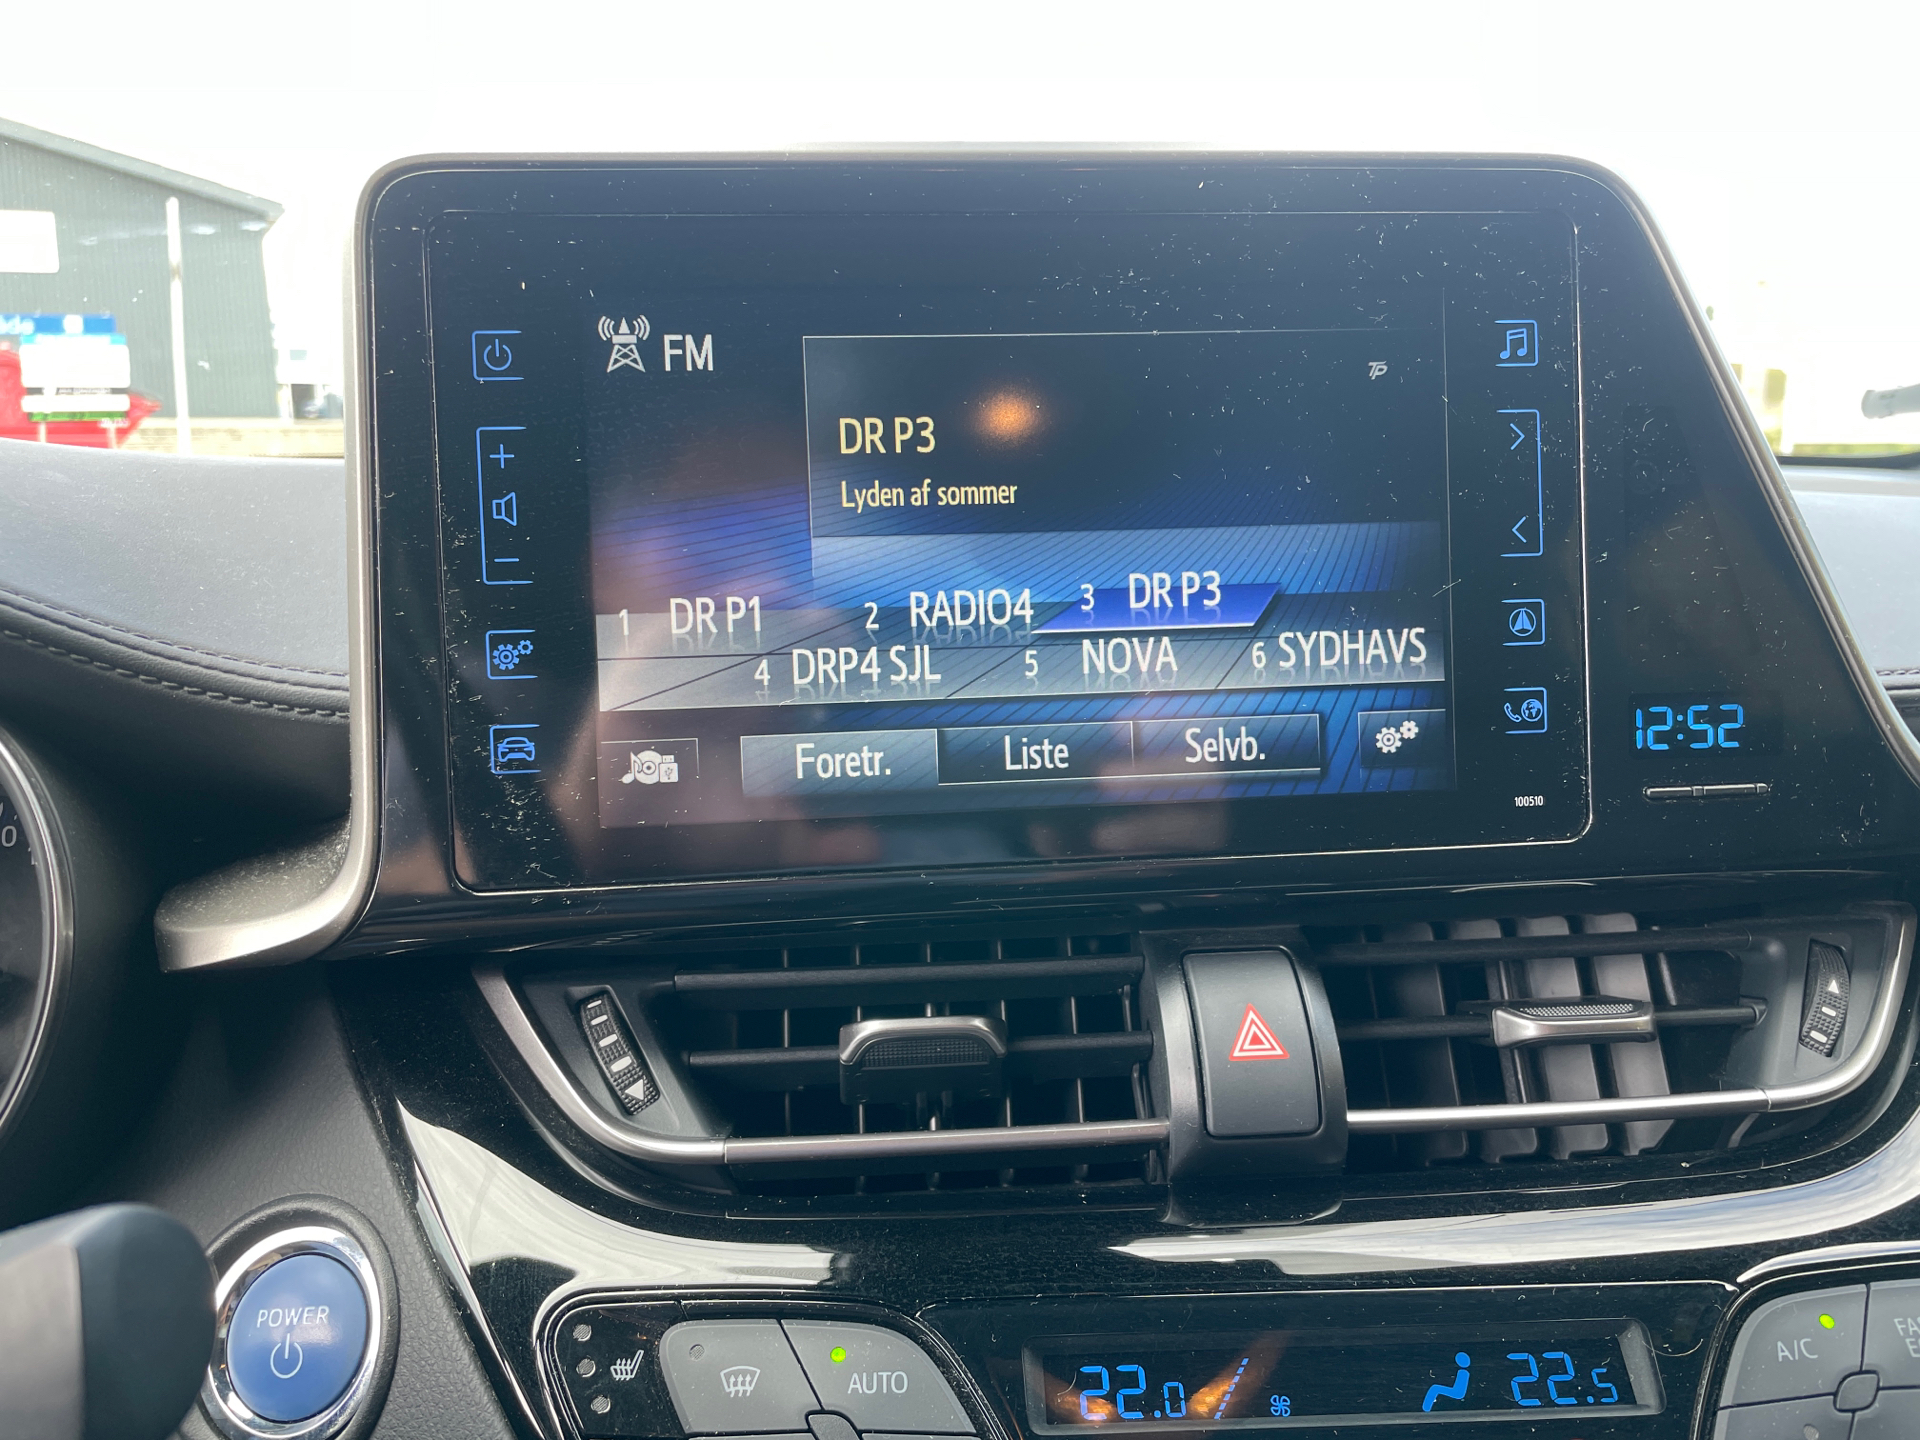 FM
TP
DR P3
Lyden af sommer
1 DR P1
2 RADIO4
3 DR P3
4 DRP4 SJL
5 NOVA
6 SYDHAVS
Foretr.
Liste
Selvb.
100510
12:52
POWER
AUTO
22.0
22.5
A/C